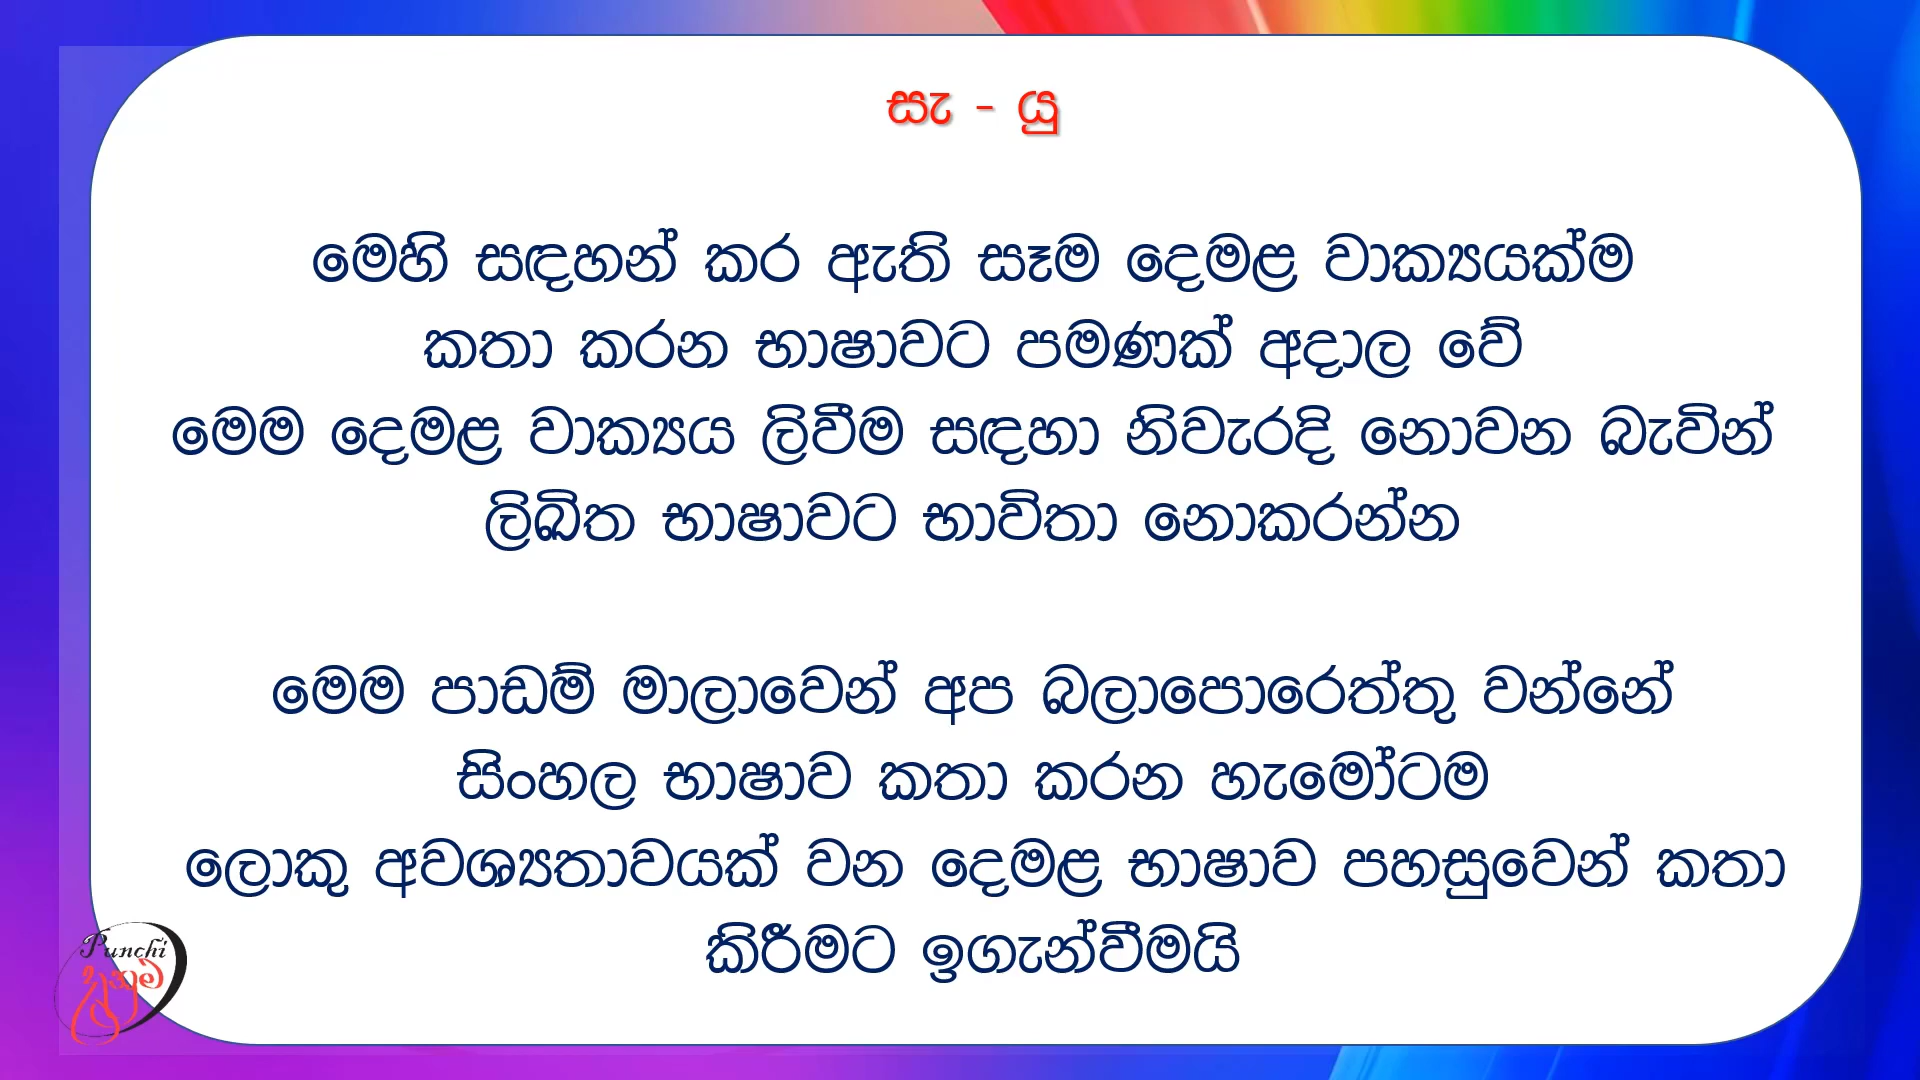 සැ - යු
මෙහි සඳහන් කර ඇති සෑම දෙමළ වාක්‍යයක්ම
කතා කරන භාෂාවට පමණක් අදාල වේ
මෙම දෙමළ වාක්‍යය ලිවීම සඳහා නිවැරදි නොවන බැවින්
ලිඛිත භාෂාවට භාවිතා නොකරන්න
මෙම පාඩම් මාලාවෙන් අප බලාපොරෙත්තු වන්නේ
සිංහල භාෂාව කතා කරන හැමෝටම
ලොකු අවශ්‍යතාවයක් වන දෙමළ භාෂාව පහසුවෙන් කතා
කිරීමට ඉගැන්වීමයි
Punchi